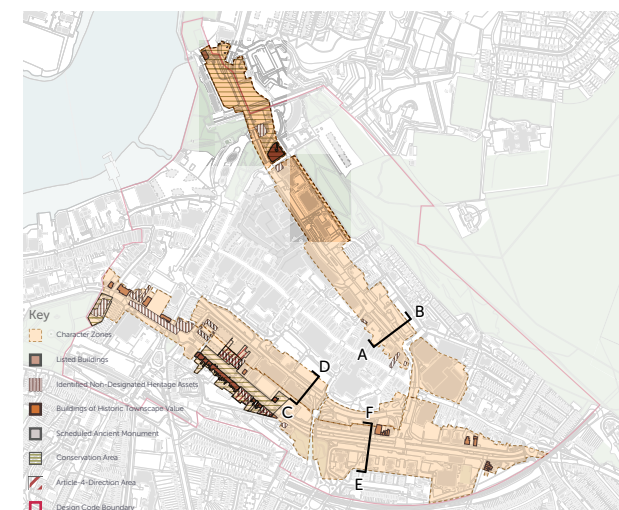 B
A
D
C
F
E
Key
Character Zones
Listed Buildings
Identified Non-Designated Heritage Assets
Buildings of Historic Townscape Value
Scheduled Ancient Monument
Conservation Area
Article-4-Direction Area
Design Code Boundary